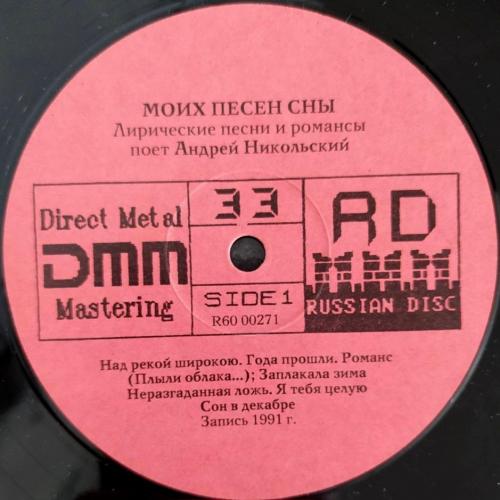 МОИХ ПЕСЕН СНЫ
Лирические песни и романсы
поет Андрей Никольский
Direct Metal
DMM
Mastering
33
SIDE 1
R60 00271
RD
RUSSIAN DISC
Над рекой широкою. Года прошли. Романс
(Плыли облака...); Заплакала зима
Неразгаданная ложь. Я тебя целую
Сон в декабре
Запись 1991 г.